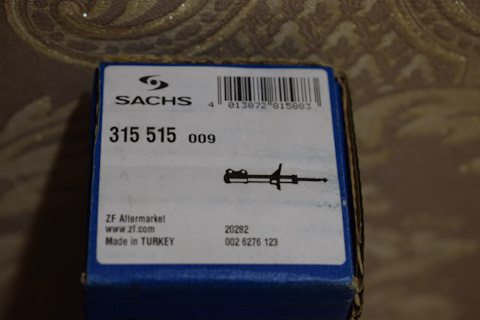 SACHS
4 013872 815883
315 515 009
ZF Aftermarket
www.zf.com
Made in TURKEY
20282
002 6276 123